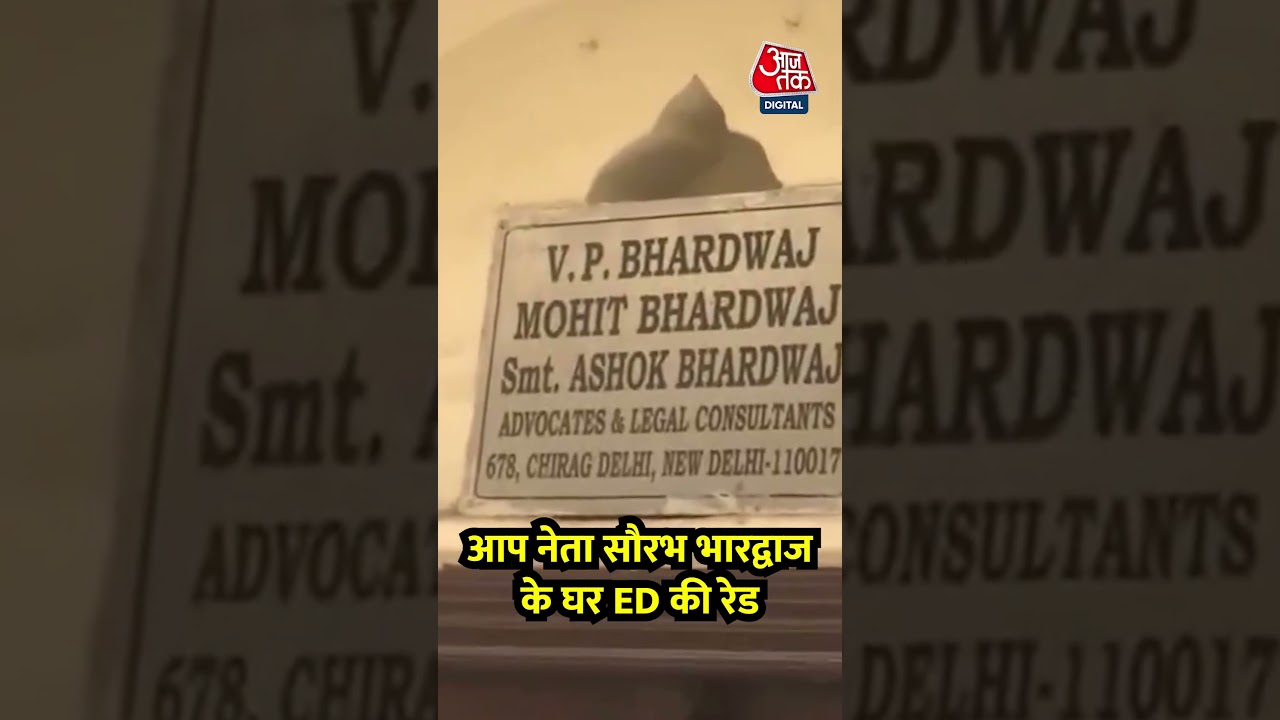 आज
तक
DIGITAL
V. P. BHARDWAJ
MOHIT BHARDWAJ
Smt. ASHOK BHARDWAJ
ADVOCATES & LEGAL CONSULTANTS
678, CHIRAG DELHI, NEW DELHI-110017
आप नेता सौरभ भारद्वाज
के घर ED की रेड